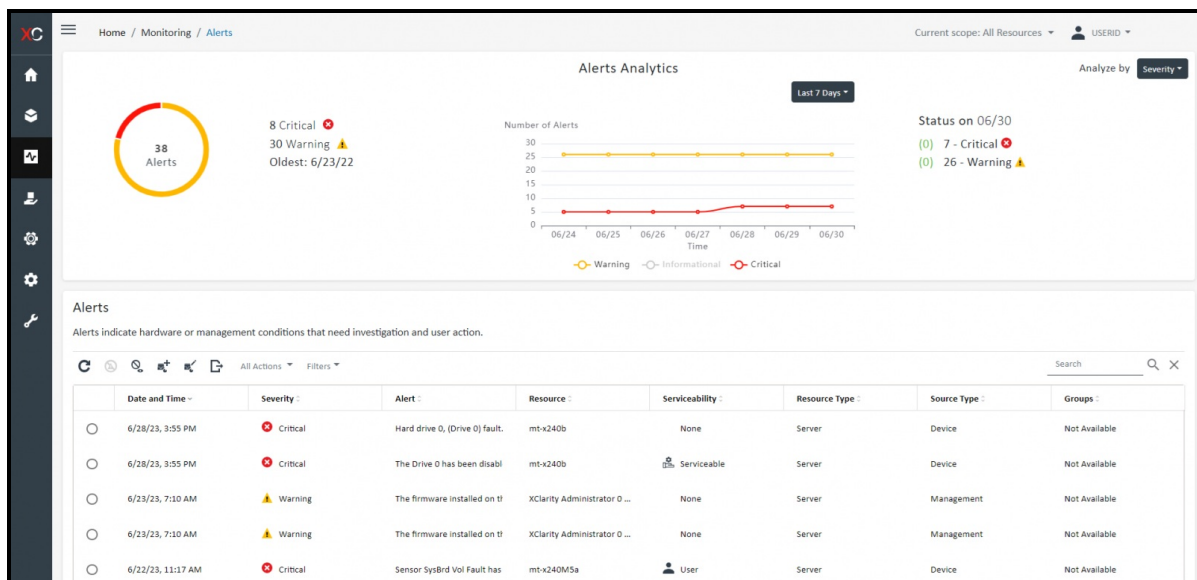 XC
Home / Monitoring / Alerts
Current scope: All Resources
USERID
Alerts Analytics
Analyze by Severity
Last 7 Days
38
Alerts
8 Critical
30 Warning
Oldest: 6/23/22
Number of Alerts
30
25
20
15
10
5
0
06/24 06/25 06/26 06/27 06/28 06/29 06/30
Time
Warning Informational Critical
Status on 06/30
(0) 7 - Critical
(0) 26 - Warning
Alerts
Alerts indicate hardware or management conditions that need investigation and user action.
All Actions Filters Search
Date and Time Severity Alert Resource Serviceability Resource Type Source Type Groups
6/28/23, 3:55 PM Critical Hard drive 0, (Drive 0) fault. mt-x240b None Server Device Not Available
6/28/23, 3:55 PM Critical The Drive 0 has been disabl mt-x240b Serviceable Server Device Not Available
6/23/23, 7:10 AM Warning The firmware installed on th XClarity Administrator 0 ... None Server Management Not Available
6/23/23, 7:10 AM Warning The firmware installed on th XClarity Administrator 0 ... None Server Management Not Available
6/22/23, 11:17 AM Critical Sensor SysBrd Vol Fault has mt-x240M5a User Server Device Not Available